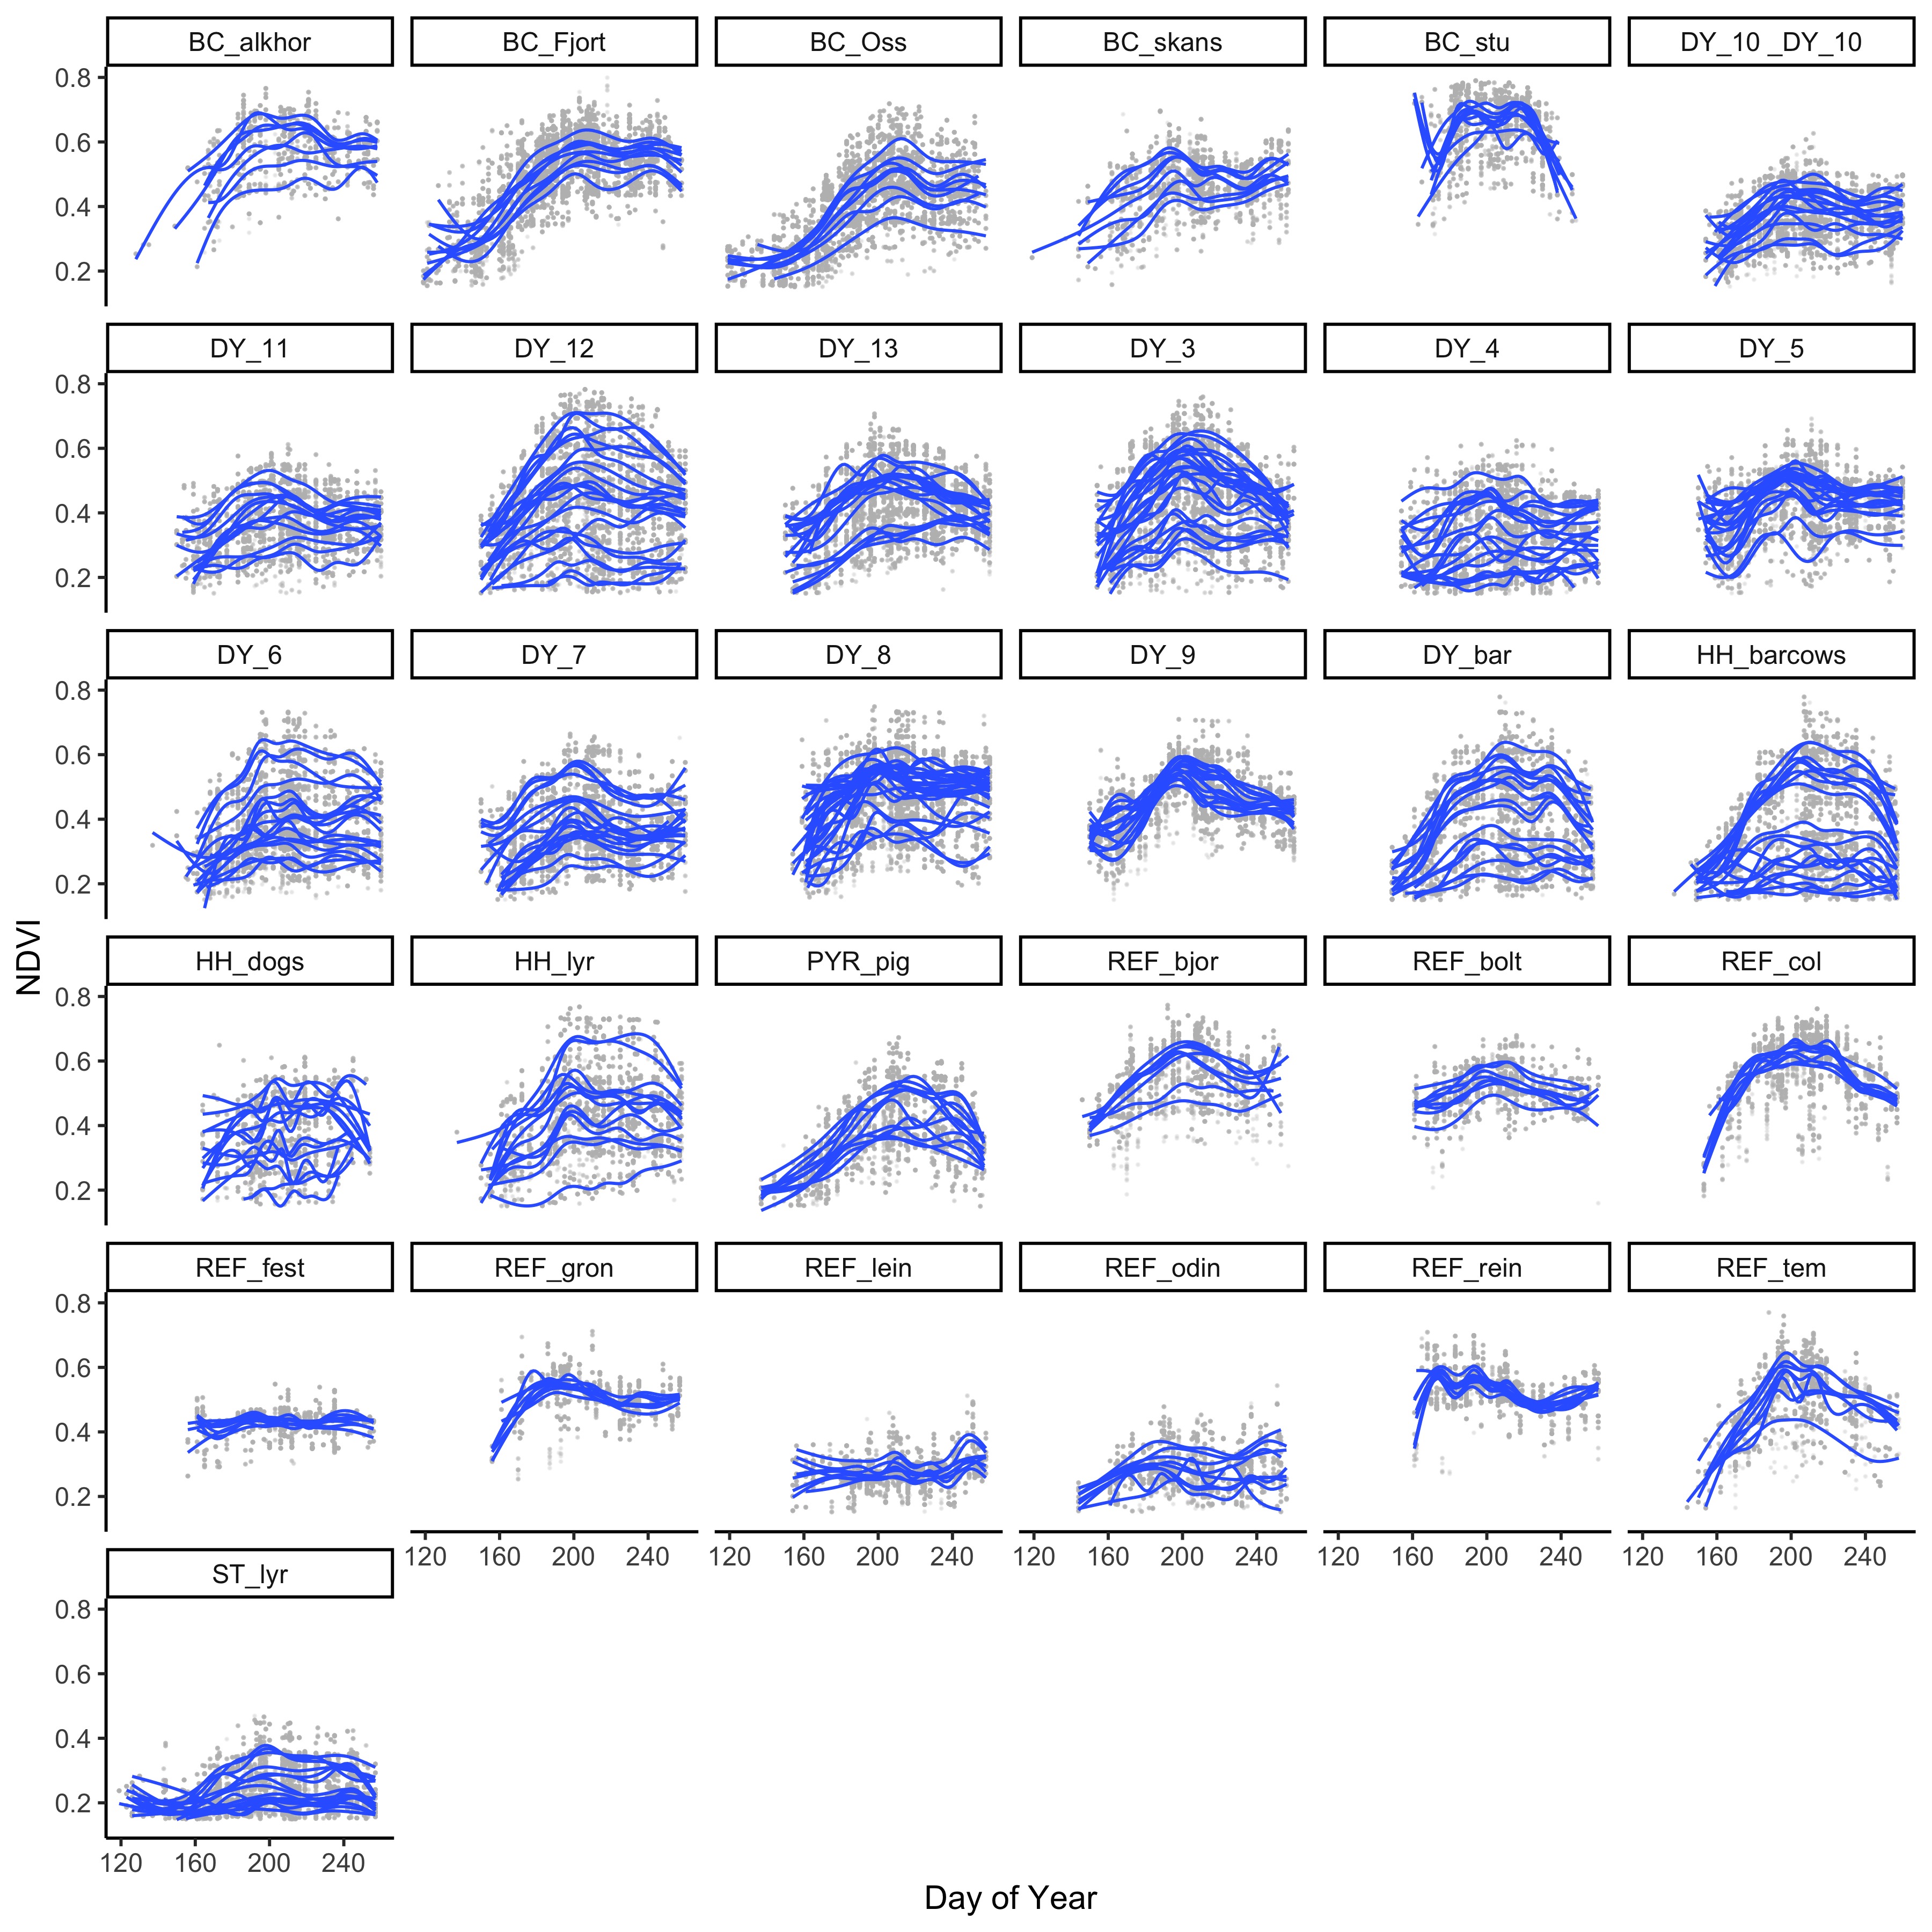 BC_alkhor BC_Fjort BC_Oss BC_skans BC_stu DY_10 _DY_10
0.8
0.6
0.4
0.2
DY_11 DY_12 DY_13 DY_3 DY_4 DY_5
0.8
0.6
0.4
0.2
DY_6 DY_7 DY_8 DY_9 DY_bar HH_barcows
0.8
0.6
0.4
0.2
NDVI
HH_dogs HH_lyr PYR_pig REF_bjor REF_bolt REF_col
0.8
0.6
0.4
0.2
REF_fest REF_gron REF_lein REF_odin REF_rein REF_tem
0.8
0.6
0.4
0.2
120 160 200 240 120 160 200 240 120 160 200 240 120 160 200 240 120 160 200 240
ST_lyr
0.8
0.6
0.4
0.2
120 160 200 240
Day of Year